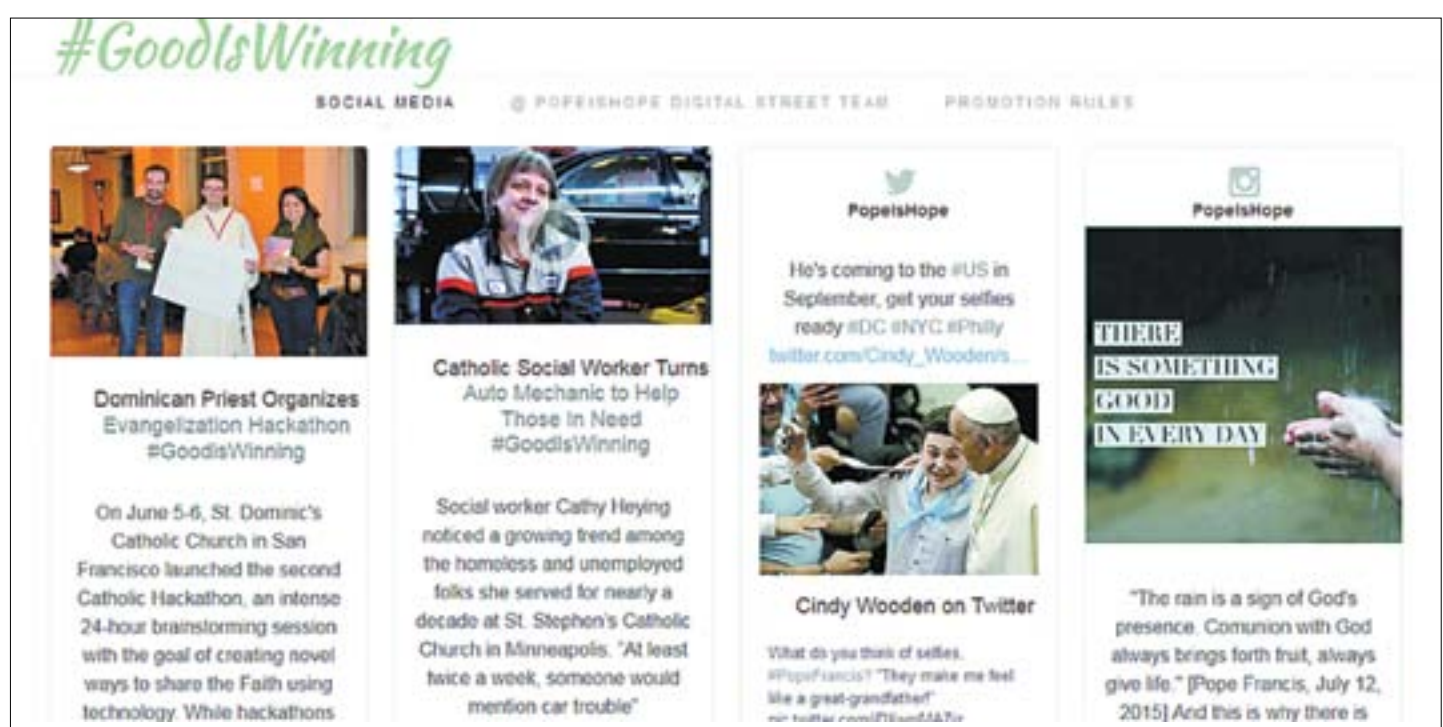 #GoodIsWinning
SOCIAL MEDIA @ POPEISHOPE DIGITAL STREET TEAM PROMOTION RULES
Dominican Priest Organizes
Evangelization Hackathon
#GoodIsWinning
On June 5-6, St. Dominic's
Catholic Church in San
Francisco launched the second
Catholic Hackathon, an intense
24-hour brainstorming session
with the goal of creating novel
ways to share the Faith using
technology. While hackathons
Catholic Social Worker Turns
Auto Mechanic to Help
Those In Need
#GoodIsWinning
Social worker Cathy Heying
noticed a growing trend among
the homeless and unemployed
folks she served for nearly a
decade at St. Stephen's Catholic
Church in Minneapolis. "At least
twice a week, someone would
mention car trouble"
PopeIsHope
He's coming to the #US in
September, get your selfies
ready #DC #NYC #Philly
twitter.com/Cindy_Wooden/s...
Cindy Wooden on Twitter
What do you think of selfies,
#PopeFrancis? "They make me feel
like a great-grandfather!"
PopeIsHope
THERE
IS SOMETHING
GOOD
IN EVERY DAY
"The rain is a sign of God's
presence. Comunion with God
always brings forth fruit, always
give life." [Pope Francis, July 12,
2015] And this is why there is